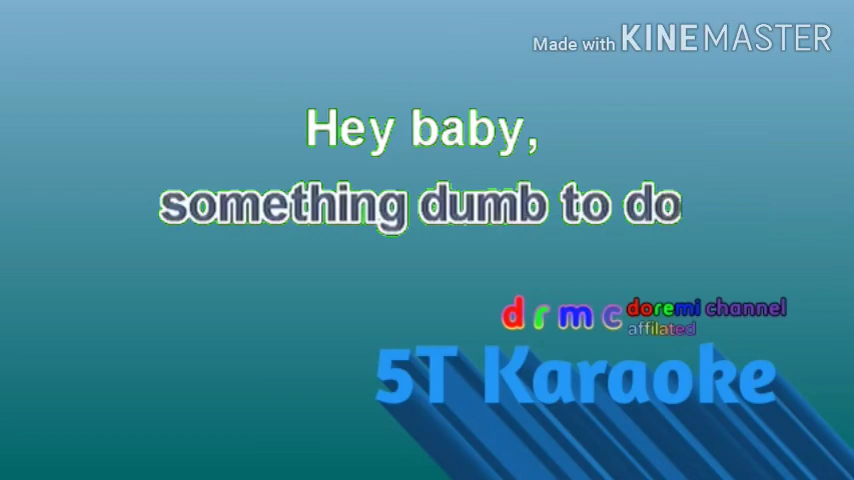 Made with KINEMASTER
Hey baby,
something dumb to do
d r m c doremi channel
affilated
5T Karaoke